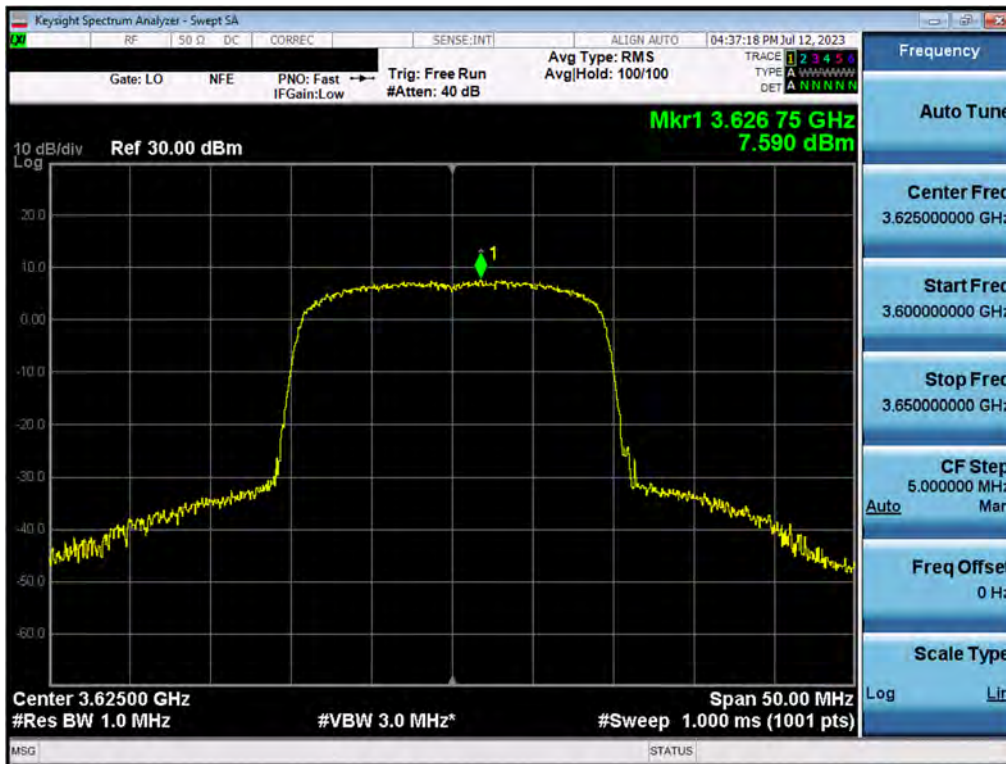 Keysight Spectrum Analyzer - Swept SA
LXI RF 50 Ω DC CORREC SENSE:INT ALIGN AUTO 04:37:18 PM Jul 12, 2023
Gate: LO NFE PNO: Fast Trig: Free Run Avg Type: RMS TRACE 1 2 3 4 5 6
IFGain:Low #Atten: 40 dB Avg|Hold: 100/100 TYPE A WWWWW
DET A N N N N N
Mkr1 3.626 75 GHz
7.590 dBm
10 dB/div Ref 30.00 dBm
Log
20.0
10.0
0.00
-10.0
-20.0
-30.0
-40.0
-50.0
-60.0
1
Center 3.62500 GHz Span 50.00 MHz
#Res BW 1.0 MHz #VBW 3.0 MHz* #Sweep 1.000 ms (1001 pts)
MSG STATUS
Frequency
Auto Tune
Center Freq
3.625000000 GHz
Start Freq
3.600000000 GHz
Stop Freq
3.650000000 GHz
CF Step
5.000000 MHz
Auto Man
Freq Offset
0 Hz
Scale Type
Log Lin